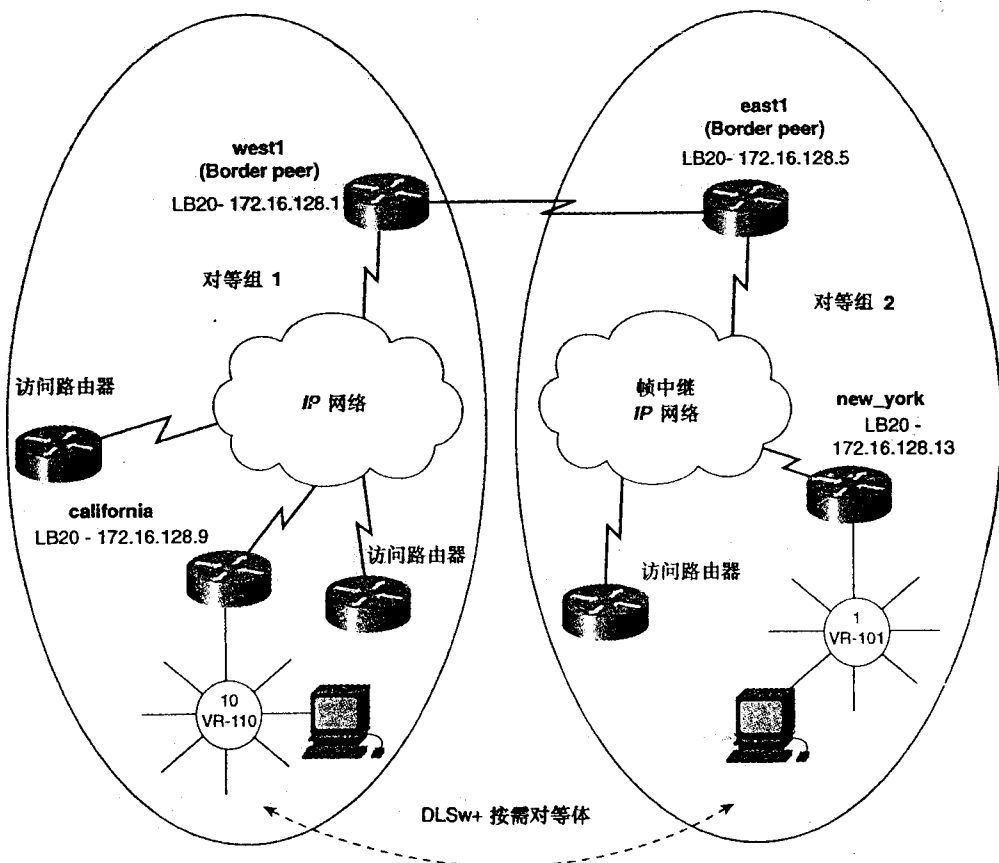 west1
(Border peer)
LB20- 172.16.128.1
east1
(Border peer)
LB20- 172.16.128.5
对等组 1
对等组 2
访问路由器
IP 网络
帧中继
IP 网络
new_york
LB20 -
172.16.128.13
california
LB20 - 172.16.128.9
访问路由器
访问路由器
1
VR-101
10
VR-110
DLSw+ 按需对等体